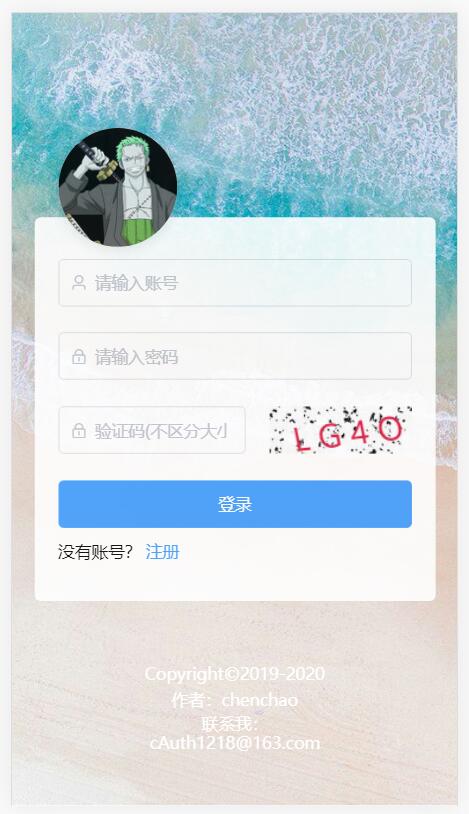 请输入账号
请输入密码
验证码(不区分大小
LG4O
登录
没有账号? 注册
Copyright©2019-2020
作者：chenchao
联系我：
cAuth1218@163.com